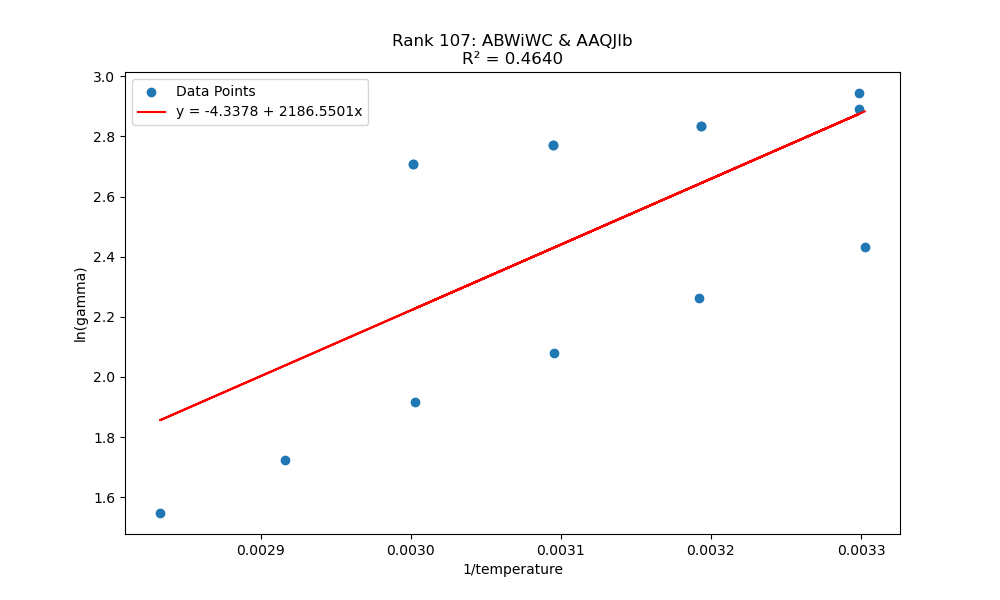 Rank 107: ABWiWC & AAQJIb
R² = 0.4640
Data Points
y = -4.3378 + 2186.5501x
3.0
2.8
2.6
2.4
2.2
2.0
1.8
1.6
ln(gamma)
0.0029
0.0030
0.0031
0.0032
0.0033
1/temperature